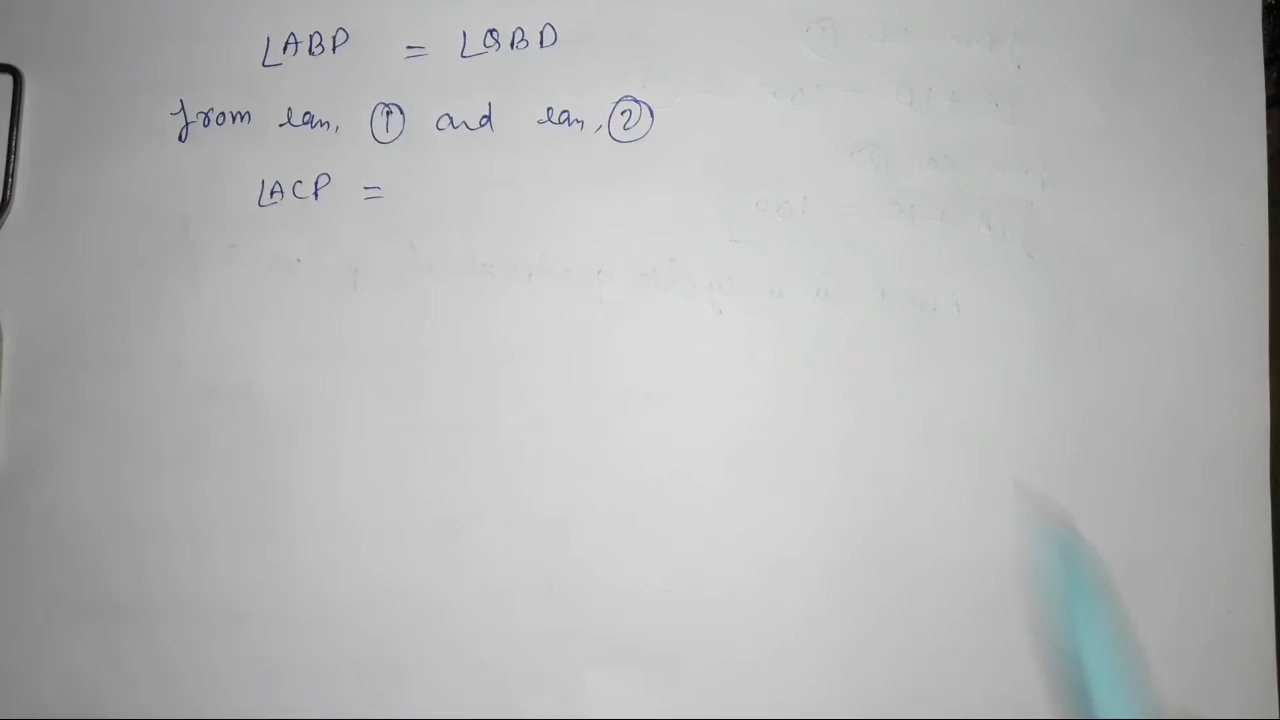 ∠ABP = ∠QBD
from eqn, ① and eqn, ②
∠ACP =